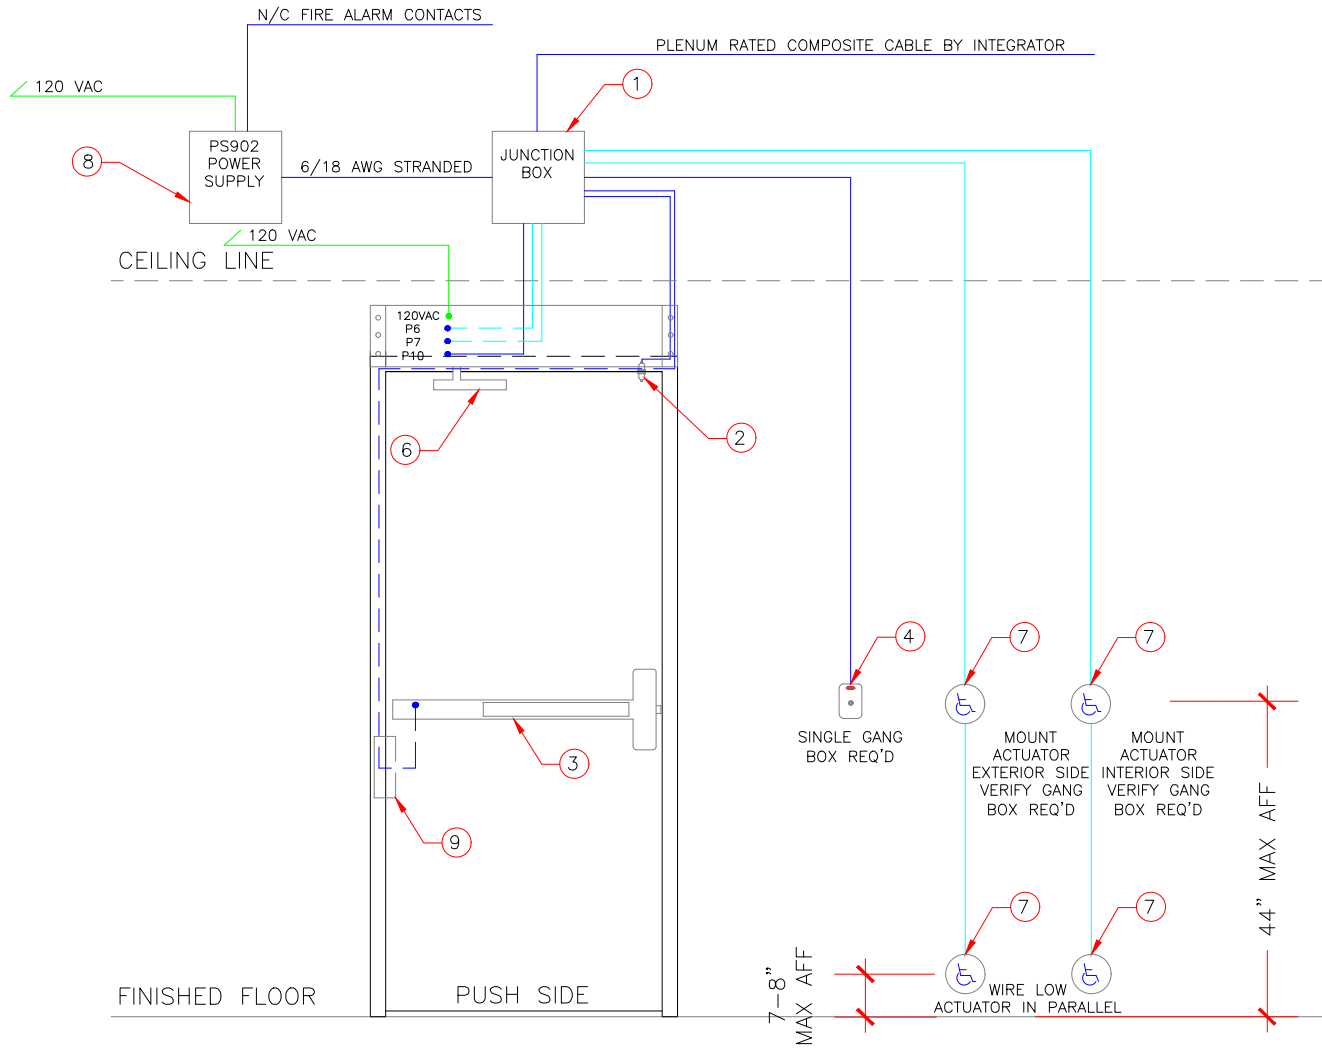 N/C FIRE ALARM CONTACTS
PLENUM RATED COMPOSITE CABLE BY INTEGRATOR
120 VAC
1
PS902
POWER
SUPPLY
8
6/18 AWG STRANDED
JUNCTION
BOX
120 VAC
CEILING LINE
120VAC
P6
P7
P10
6
2
4
7
7
3
SINGLE GANG
BOX REQ'D
MOUNT
ACTUATOR
EXTERIOR SIDE
VERIFY GANG
BOX REQ'D
MOUNT
ACTUATOR
INTERIOR SIDE
VERIFY GANG
BOX REQ'D
44" MAX AFF
9
7
7
7-8"
MAX AFF
WIRE LOW
ACTUATOR IN PARALLEL
FINISHED FLOOR
PUSH SIDE